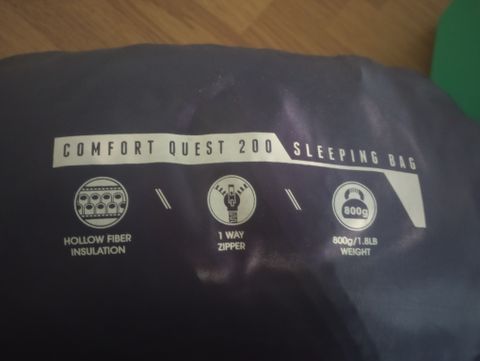 COMFORT QUEST 200 SLEEPING BAG
800g
HOLLOW FIBER
INSULATION
1 WAY
ZIPPER
800g/1.8LB
WEIGHT